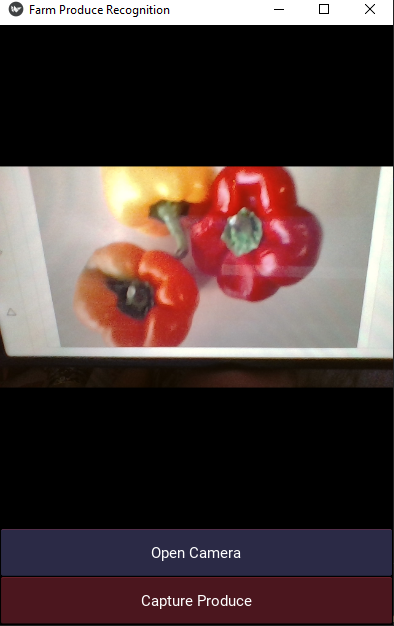 Farm Produce Recognition
Open Camera
Capture Produce